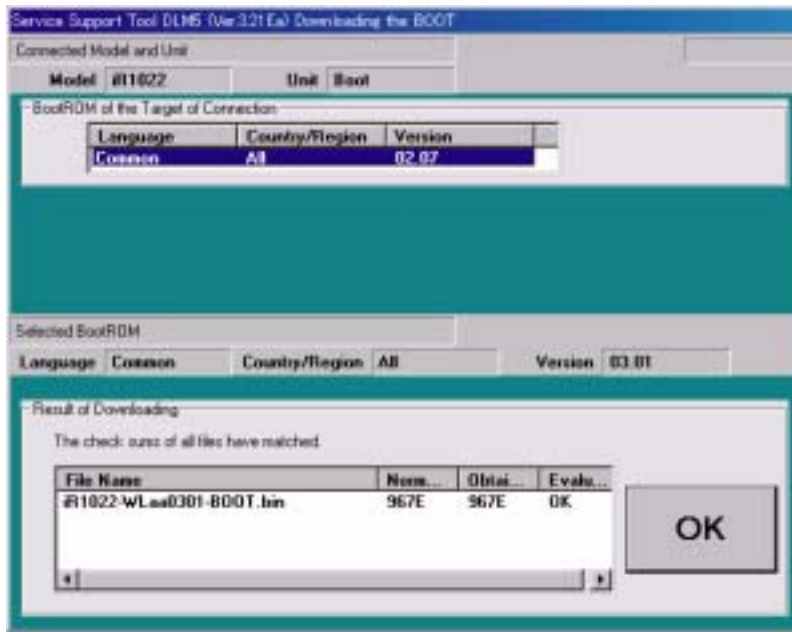 Service Support Tool DLM5 (Ver.3.21Ea) Downloading the BOOT
Connected Model and Unit
Model iR1022 Unit Boot
BootROM of the Target of Connection
Language Country/Region Version
Common All 02.07
Selected BootROM
Language Common Country/Region All Version 03.01
Result of Downloading
The check sums of all files have matched.
File Name Norm... Obtai... Evalu...
iR1022-WLaa0301-BOOT.bin 967E 967E OK
OK